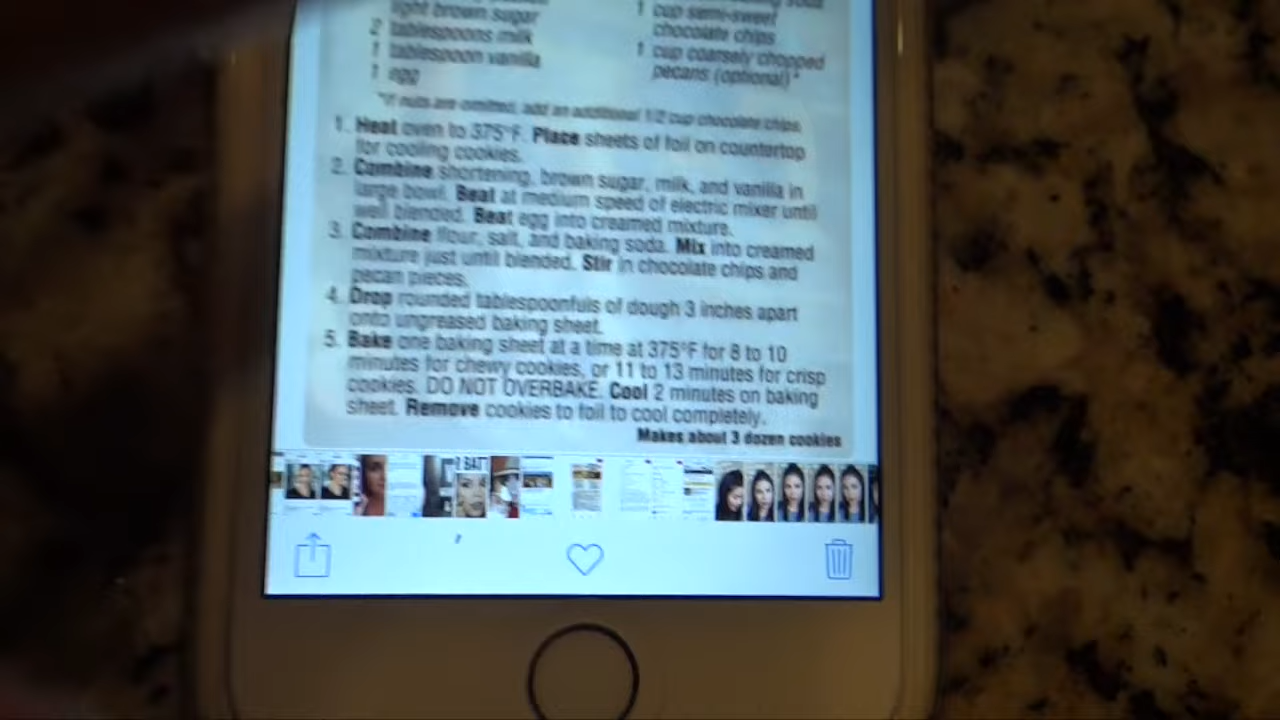 light brown sugar
2 tablespoons milk
1 tablespoon vanilla
1 egg
soda
1 cup semi-sweet
chocolate chips
1 cup coarsely chopped
pecans (optional)*
*If nuts are omitted, add an additional 1/2 cup chocolate chips.
1. Heat oven to 375°F. Place sheets of foil on countertop
for cooling cookies.
2. Combine shortening, brown sugar, milk, and vanilla in
large bowl. Beat at medium speed of electric mixer until
well blended. Beat egg into creamed mixture.
3. Combine flour, salt, and baking soda. Mix into creamed
mixture just until blended. Stir in chocolate chips and
pecan pieces.
4. Drop rounded tablespoonfuls of dough 3 inches apart
onto ungreased baking sheet.
5. Bake one baking sheet at a time at 375°F for 8 to 10
minutes for chewy cookies, or 11 to 13 minutes for crisp
cookies. DO NOT OVERBAKE. Cool 2 minutes on baking
sheet. Remove cookies to foil to cool completely.
Makes about 3 dozen cookies